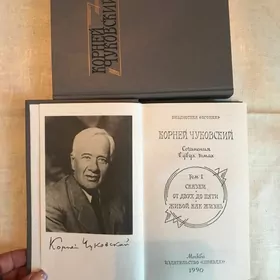 КОРНЕЙ
ЧУКОВСКИЙ
БИБЛИОТЕКА «ОГОНЕК»
КОРНЕЙ ЧУКОВСКИЙ
Сочинения
в двух томах
Том 1
СКАЗКИ
ОТ ДВУХ ДО ПЯТИ
ЖИВОЙ КАК ЖИЗНЬ
Москва
ИЗДАТЕЛЬСТВО «ПРАВДА»
1990
Корней Чуковский